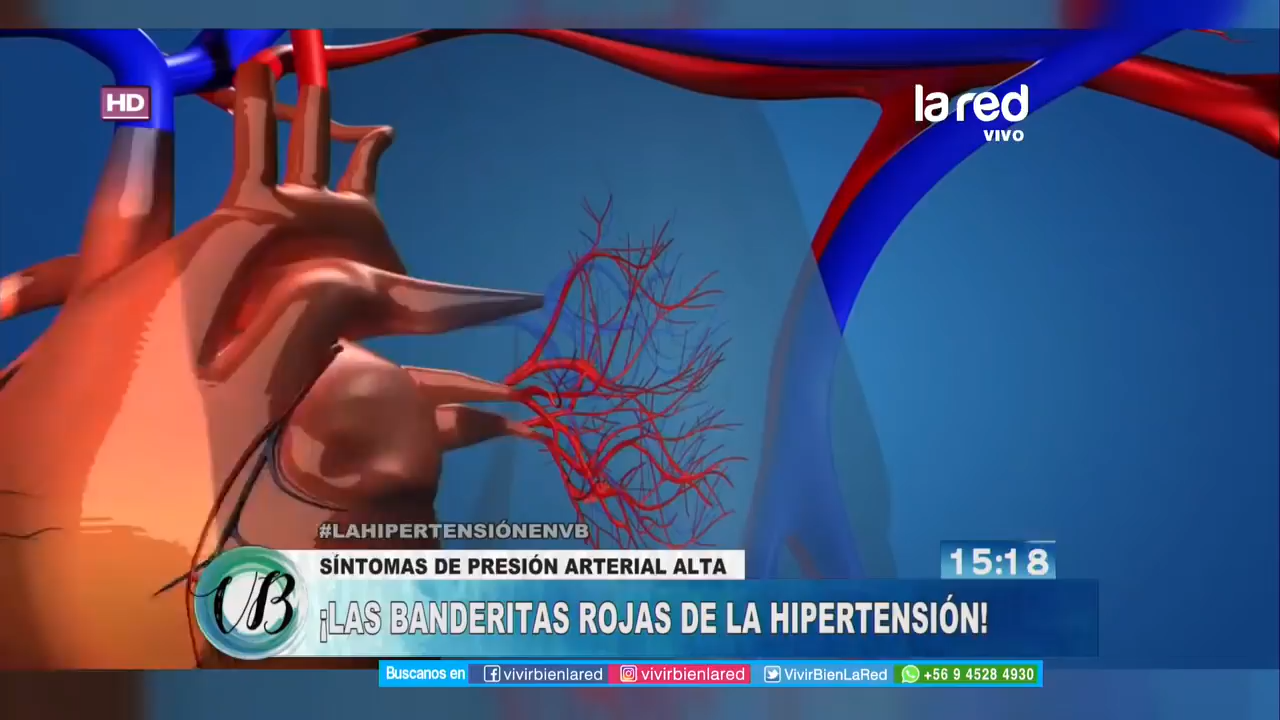 HD
la red
VIVO
#LAHIPERTENSIÓNENVB
SÍNTOMAS DE PRESIÓN ARTERIAL ALTA
15:18
VB
¡LAS BANDERITAS ROJAS DE LA HIPERTENSIÓN!
Buscanos en vivirbienlared vivirbienlared VivirBienLaRed +56 9 4528 4930